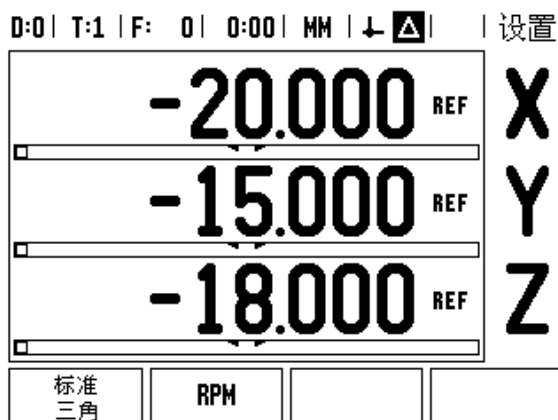 D:0 | T:1 | F: 0 | 0:00 | MM | Δ | | 设置
-20.000 REF X
-15.000 REF Y
-18.000 REF Z
标准 RPM
三角